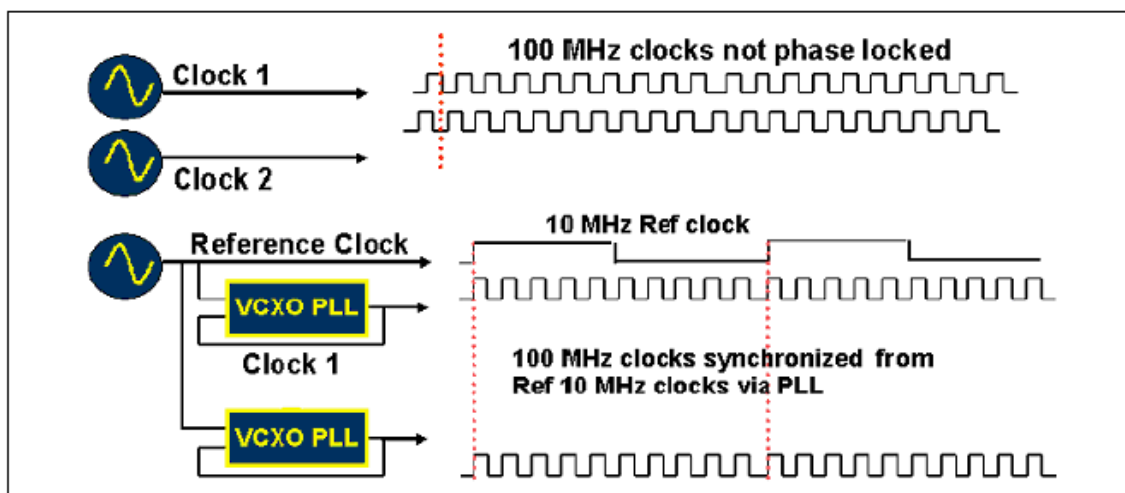 100 MHz clocks not phase locked
Clock 1
Clock 2
10 MHz Ref clock
Reference Clock
VCXO PLL
Clock 1
100 MHz clocks synchronized from
Ref 10 MHz clocks via PLL
VCXO PLL